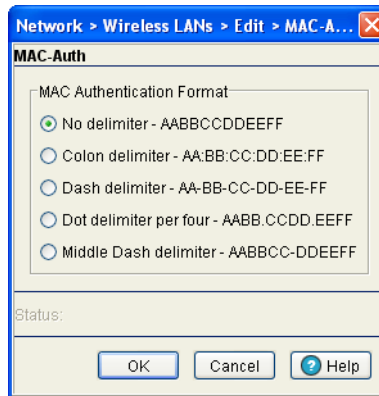 Network > Wireless LANs > Edit > MAC-A...
MAC-Auth
MAC Authentication Format
No delimiter - AABBCCDDEEFF
Colon delimiter - AA:BB:CC:DD:EE:FF
Dash delimiter - AA-BB-CC-DD-EE-FF
Dot delimiter per four - AABB.CCDD.EEFF
Middle Dash delimiter - AABBCC-DDEEFF
Status:
OK Cancel ? Help